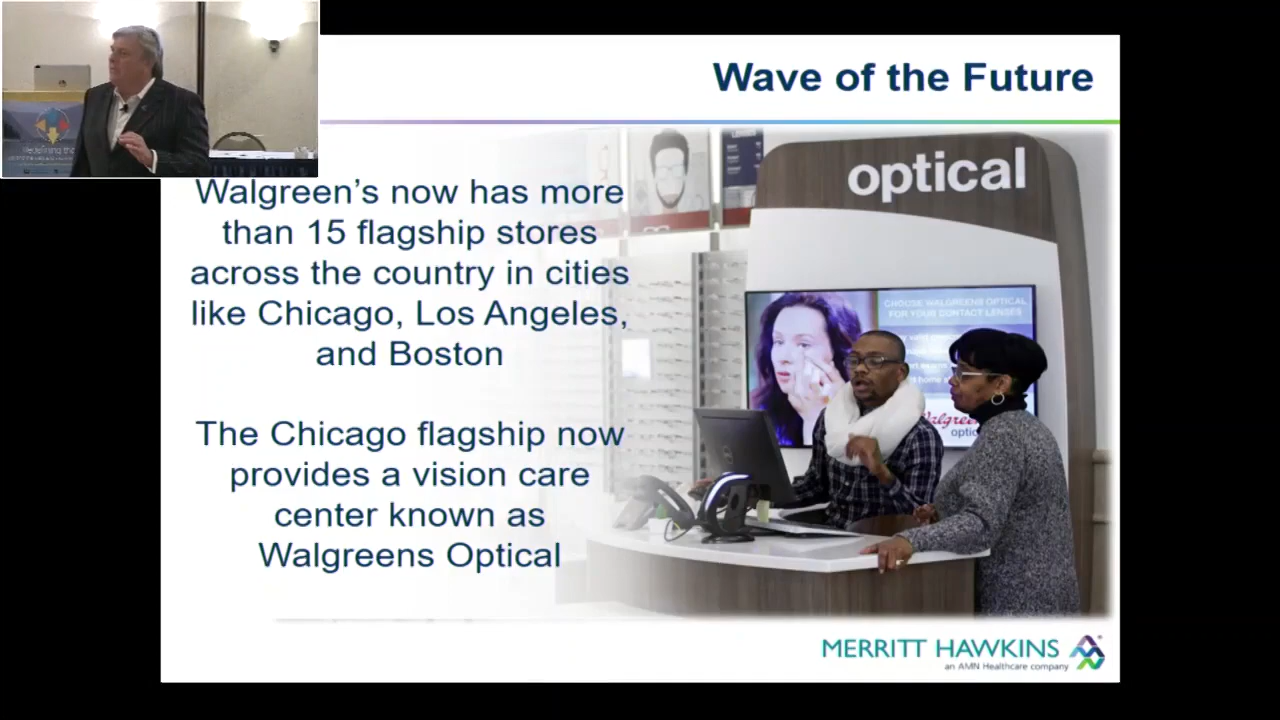 Wave of the Future
Walgreen's now has more
than 15 flagship stores
across the country in cities
like Chicago, Los Angeles,
and Boston
The Chicago flagship now
provides a vision care
center known as
Walgreens Optical
optical
LENSES
CHOOSE WALGREENS OPTICAL
FOR YOUR CONTACT LENSES
MERRITT HAWKINS
an AMN Healthcare company